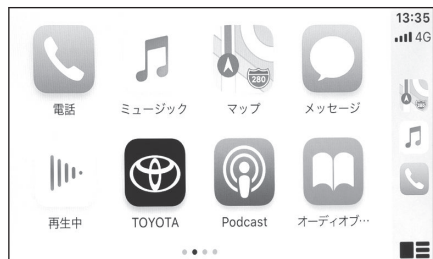 13:35
4G
280
電話
ミュージック
マップ
メッセージ
280
再生中
TOYOTA
Podcast
オーディオブ…